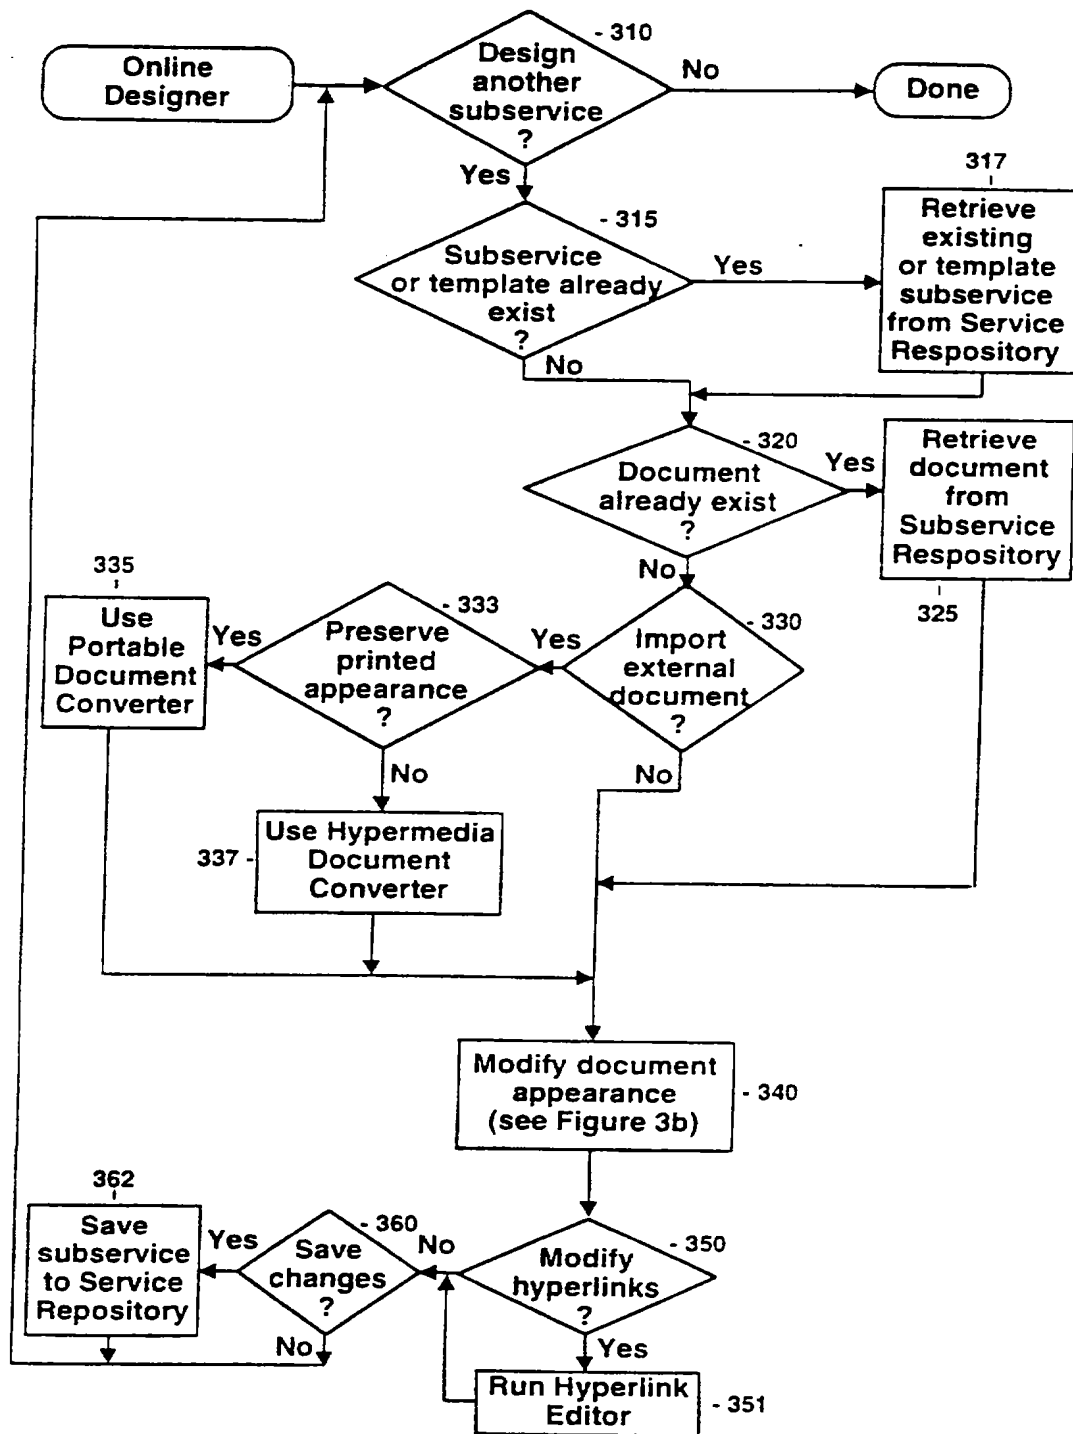 - 310
Online
Designer
Design
another
subservice
?
No
Done
Yes
317
- 315
Subservice
or template already
exist
?
Yes
Retrieve
existing
or template
subservice
from Service
Respository
No
- 320
Document
already exist
?
Yes
Retrieve
document
from
Subservice
Respository
325
No
335
Use
Portable
Document
Converter
Yes
- 333
Preserve
printed
appearance
?
Yes
- 330
Import
external
document
?
No
No
337 -
Use Hypermedia
Document
Converter
Modify document
appearance
(see Figure 3b)
- 340
362
Save
subservice
to Service
Repository
Yes
- 360
Save
changes
?
No
No
- 350
Modify
hyperlinks
?
Yes
Run Hyperlink
Editor
- 351